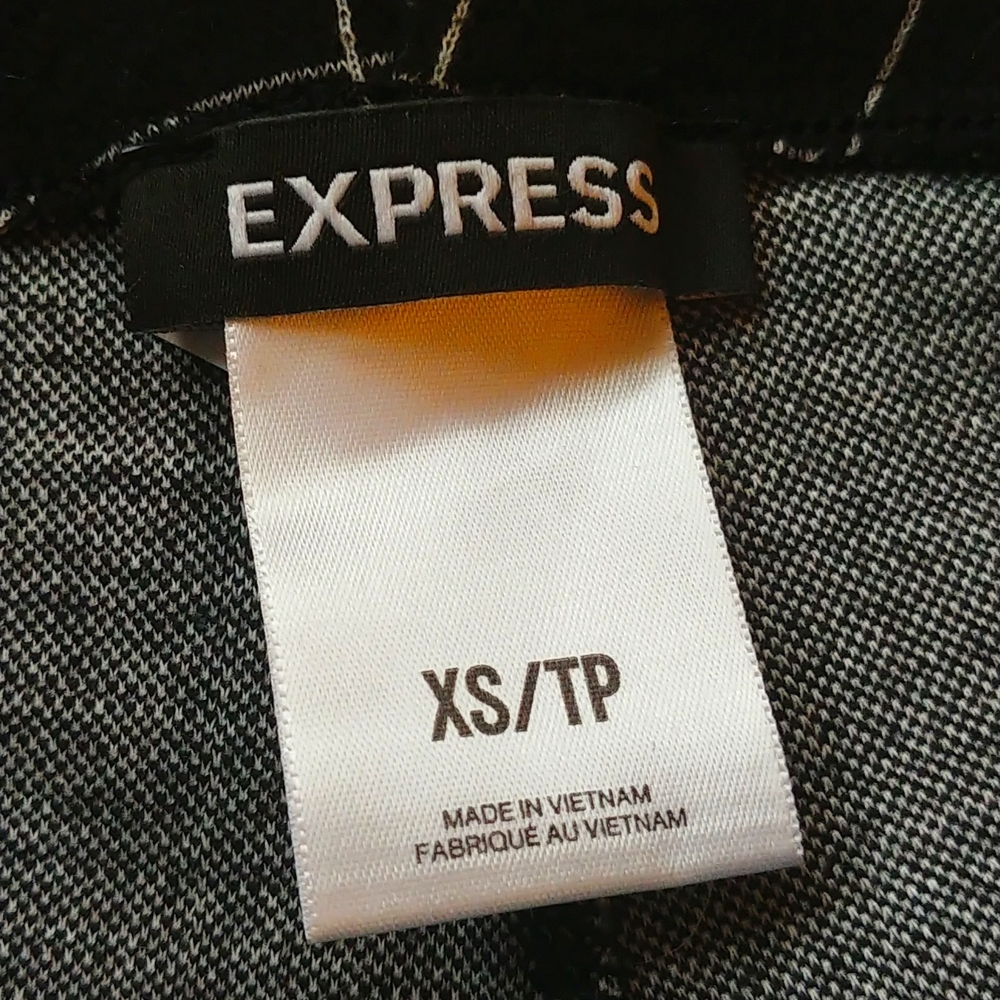 EXPRESS
XS/TP
MADE IN VIETNAM
FABRIQUÉ AU VIETNAM